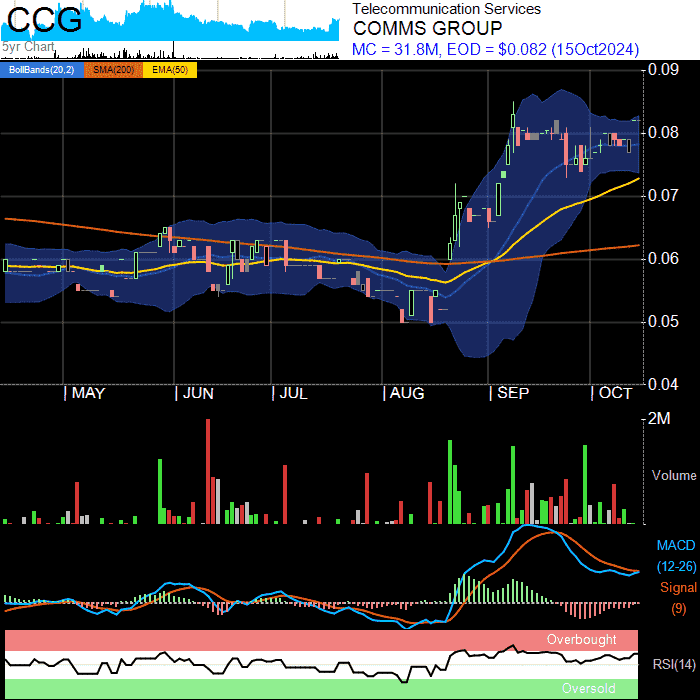 CCG
5yr Chart
Telecommunication Services
COMMS GROUP
MC = 31.8M, EOD = $0.082 (15Oct2024)
BollBands(20,2) SMA(200) EMA(50)
0.09
0.08
0.07
0.06
0.05
0.04
MAY JUN JUL AUG SEP OCT
2M
Volume
MACD
(12-26)
Signal
(9)
Overbought
RSI(14)
Oversold